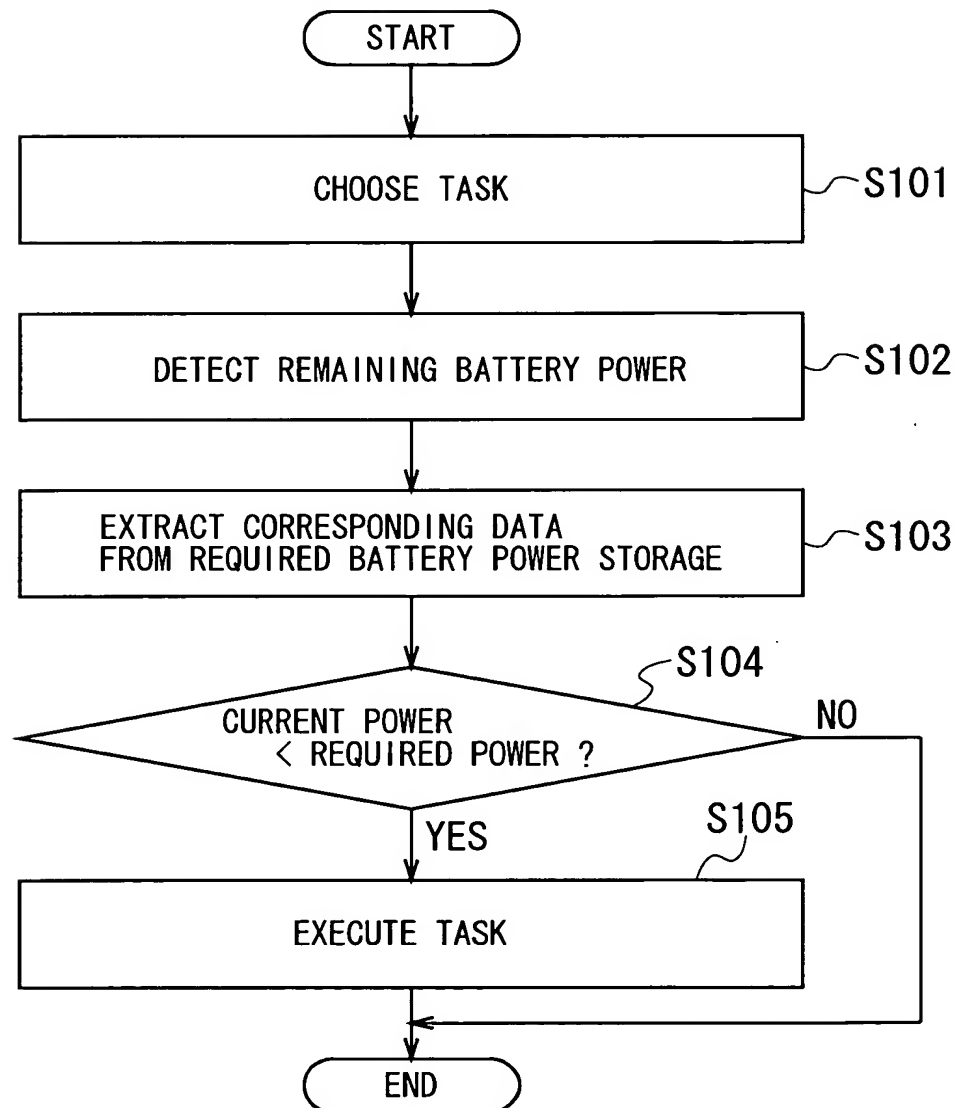 START
CHOOSE TASK
S101
DETECT REMAINING BATTERY POWER
S102
EXTRACT CORRESPONDING DATA
FROM REQUIRED BATTERY POWER STORAGE
S103
S104
CURRENT POWER
< REQUIRED POWER ?
NO
YES
S105
EXECUTE TASK
END